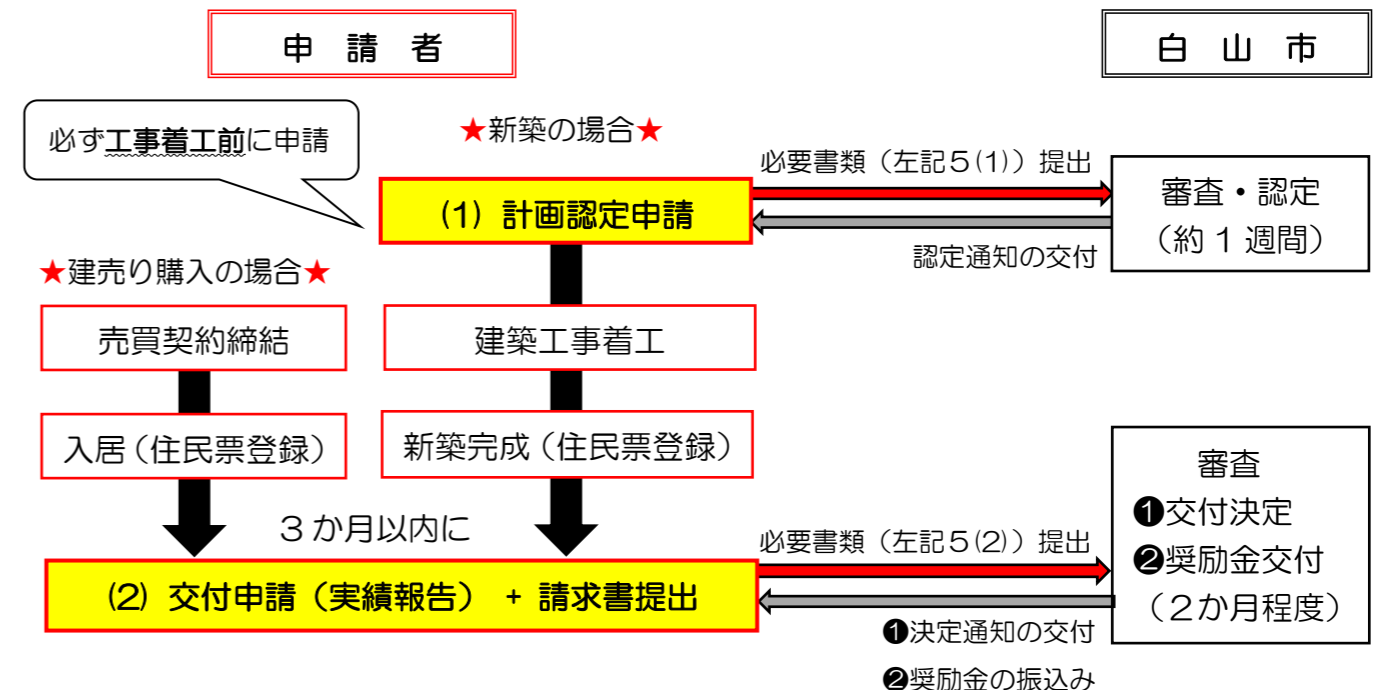 申 請 者
白 山 市
必ず工事着工前に申請
★新築の場合★
必要書類（左記５(1)）提出
(1) 計画認定申請
審査・認定
（約１週間）
認定通知の交付
★建売り購入の場合★
売買契約締結
建築工事着工
入居（住民票登録）
新築完成（住民票登録）
３か月以内に
必要書類（左記５(2)）提出
(2) 交付申請（実績報告） + 請求書提出
審査
❶交付決定
❷奨励金交付
（２か月程度）
❶決定通知の交付
❷奨励金の振込み